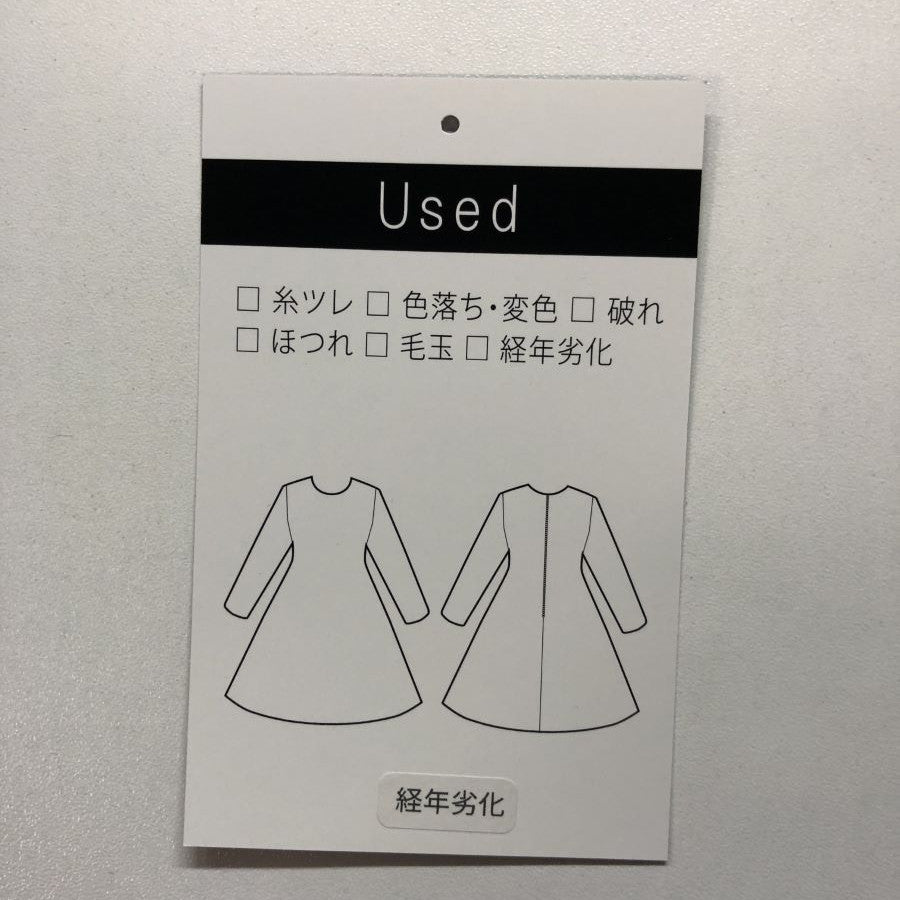 Used
□ 糸ツレ □ 色落ち・変色 □ 破れ
□ ほつれ □ 毛玉 □ 経年劣化
経年劣化